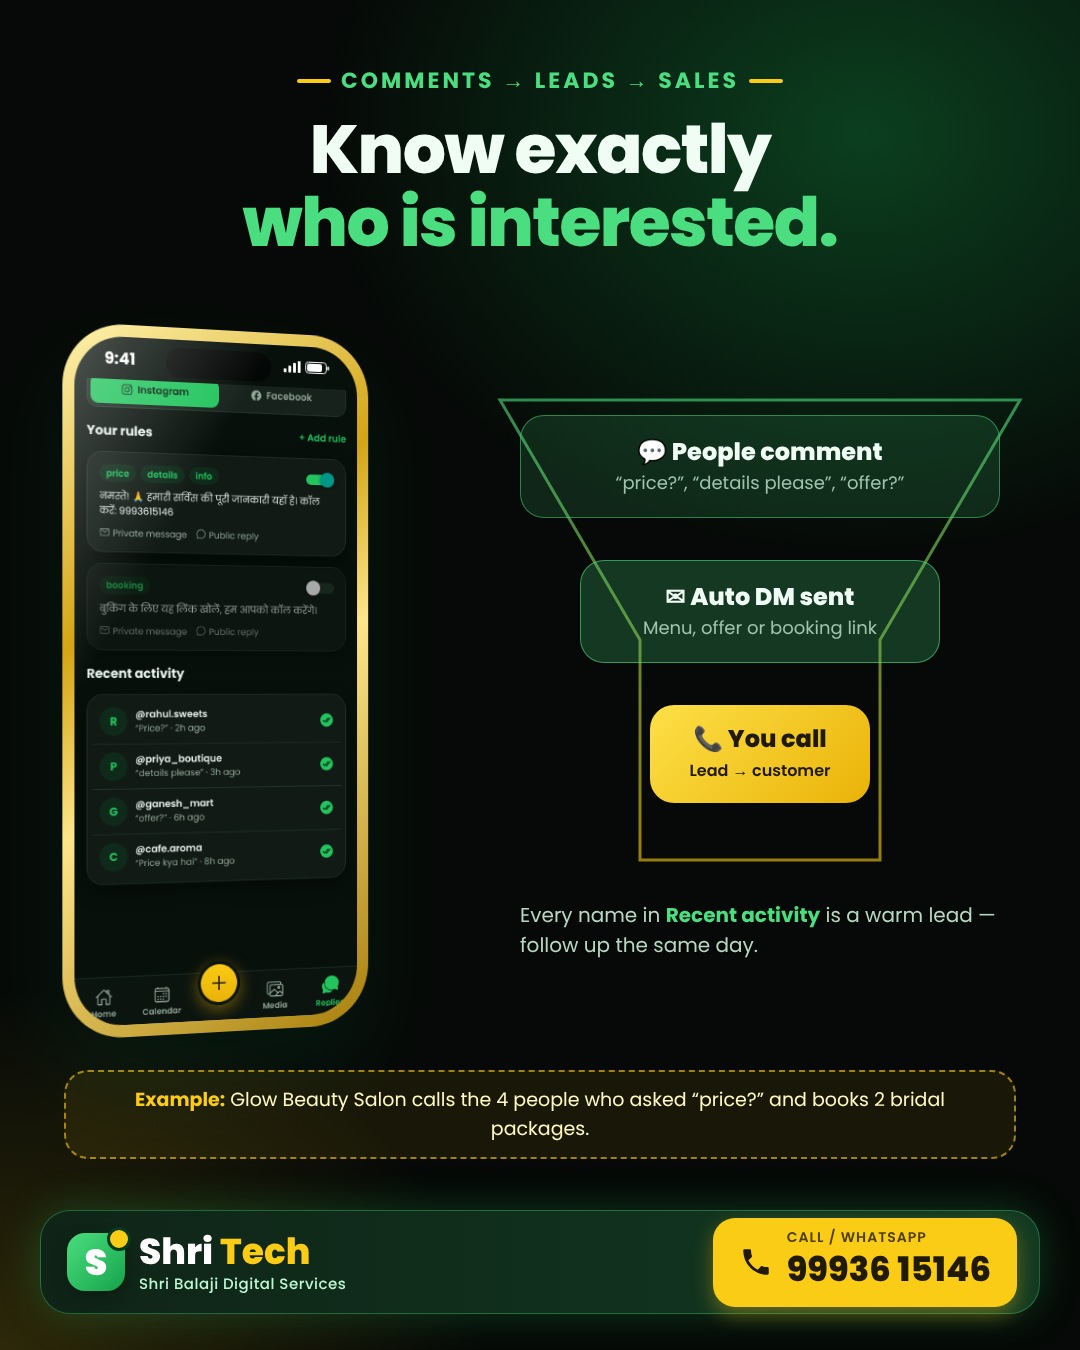 COMMENTS → LEADS → SALES
Know exactly
who is interested.
9:41
Instagram
Facebook
Your rules
+ Add rule
price details info
नमस्ते! 🙏 हमारी सर्विस की पूरी जानकारी यहाँ है। कॉल
करें: 9993615146
Private message Public reply
booking
बुकिंग के लिए यह लिंक खोलें, हम आपको कॉल करेंगे।
Private message Public reply
Recent activity
R
@rahul.sweets
“Price?” · 2h ago
P
@priya_boutique
“details please” · 3h ago
G
@ganesh_mart
“offer?” · 6h ago
C
@cafe.aroma
“Price kya hai” · 8h ago
Home
Calendar
+
Media
Replies
💬 People comment
“price?”, “details please”, “offer?”
✉ Auto DM sent
Menu, offer or booking link
📞 You call
Lead → customer
Every name in Recent activity is a warm lead —
follow up the same day.
Example: Glow Beauty Salon calls the 4 people who asked “price?” and books 2 bridal
packages.
S
Shri Tech
Shri Balaji Digital Services
CALL / WHATSAPP
99936 15146